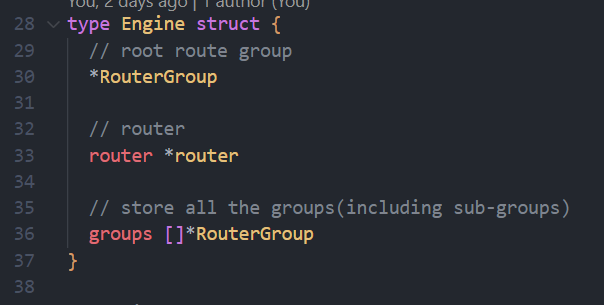 You, 2 days ago | 1 author (You)
28 type Engine struct {
29 // root route group
30 *RouterGroup
31
32 // router
33 router *router
34
35 // store all the groups(including sub-groups)
36 groups []*RouterGroup
37 }
38